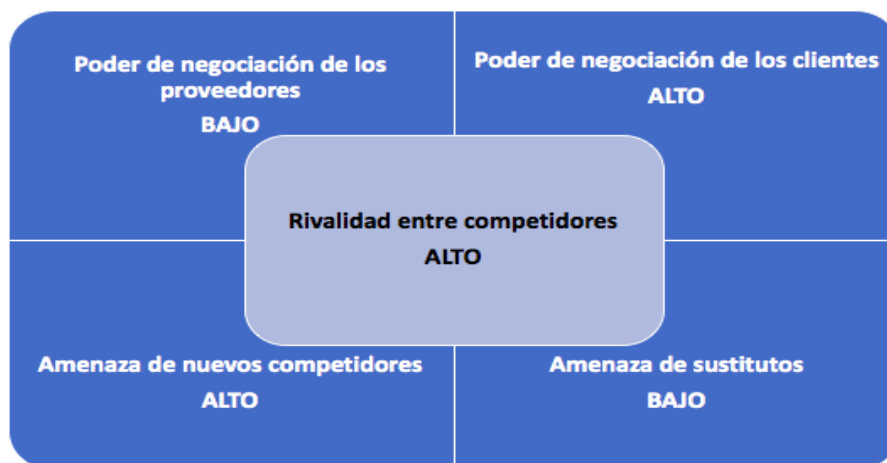 Poder de negociación de los
proveedores
BAJO
Poder de negociación de los clientes
ALTO
Rivalidad entre competidores
ALTO
Amenaza de nuevos competidores
ALTO
Amenaza de sustitutos
BAJO